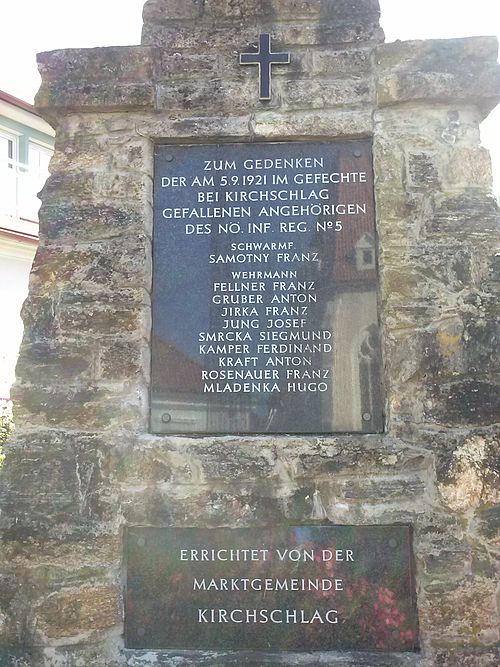 ZUM GEDENKEN
DER AM 5.9.1921 IM GEFECHTE
BEI KIRCHSCHLAG
GEFALLENEN ANGEHÖRIGEN
DES NÖ. INF. REG. Nº5
SCHWARMF.
SAMOTNY FRANZ
WEHRMANN
FELLNER FRANZ
GRUBER ANTON
JIRKA FRANZ
JUNG JOSEF
SMRCKA SIEGMUND
KAMPER FERDINAND
KRAFT ANTON
ROSENAUER FRANZ
MLADENKA HUGO
ERRICHTET VON DER
MARKTGEMEINDE
KIRCHSCHLAG